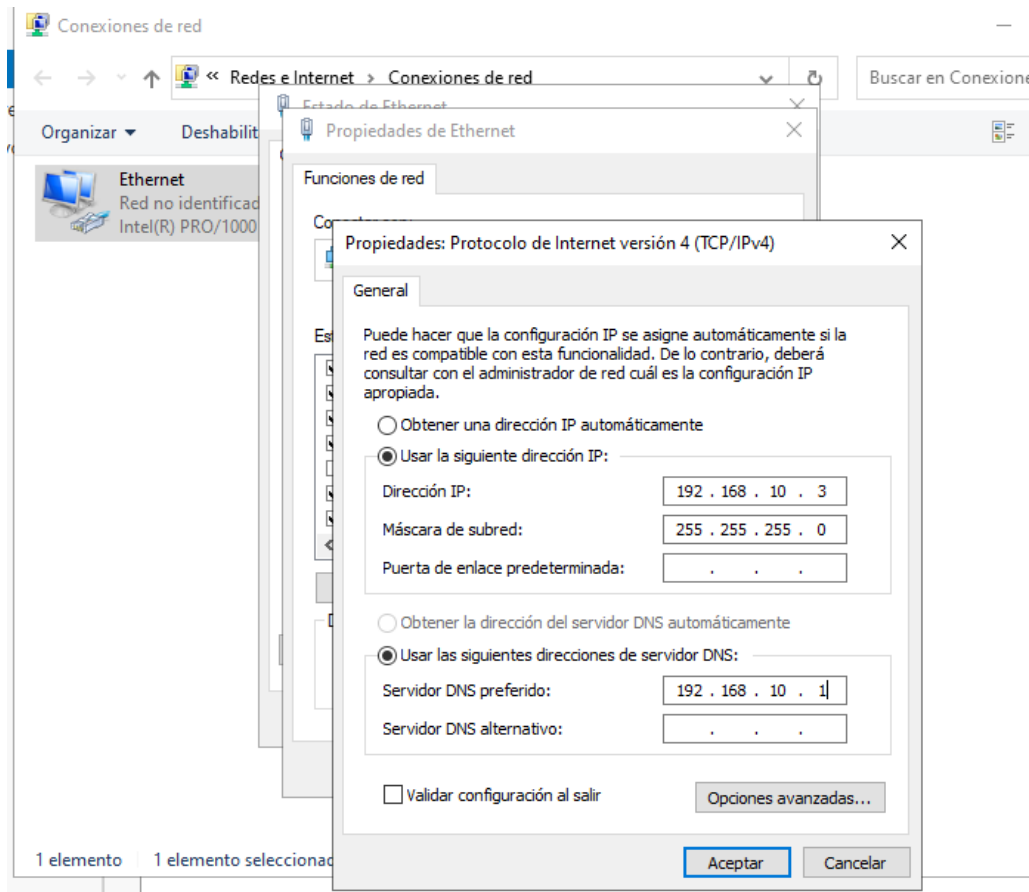 Conexiones de red
« Redes e Internet › Conexiones de red
Buscar en Conexione
Estado de Ethernet
Organizar
Deshabilit
Propiedades de Ethernet
Ethernet
Red no identificad
Intel(R) PRO/1000
Funciones de red
Propiedades: Protocolo de Internet versión 4 (TCP/IPv4)
General
Puede hacer que la configuración IP se asigne automáticamente si la
red es compatible con esta funcionalidad. De lo contrario, deberá
consultar con el administrador de red cuál es la configuración IP
apropiada.
Obtener una dirección IP automáticamente
Usar la siguiente dirección IP:
Dirección IP: 192 . 168 . 10 . 3
Máscara de subred: 255 . 255 . 255 . 0
Puerta de enlace predeterminada: . . .
Obtener la dirección del servidor DNS automáticamente
Usar las siguientes direcciones de servidor DNS:
Servidor DNS preferido: 192 . 168 . 10 . 1
Servidor DNS alternativo: . . .
Validar configuración al salir
Opciones avanzadas...
Aceptar
Cancelar
1 elemento
1 elemento seleccionad